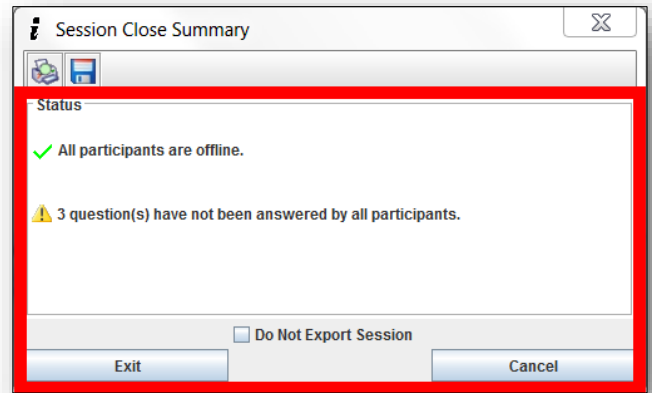 i Session Close Summary
Status
All participants are offline.
3 question(s) have not been answered by all participants.
Do Not Export Session
Exit Cancel